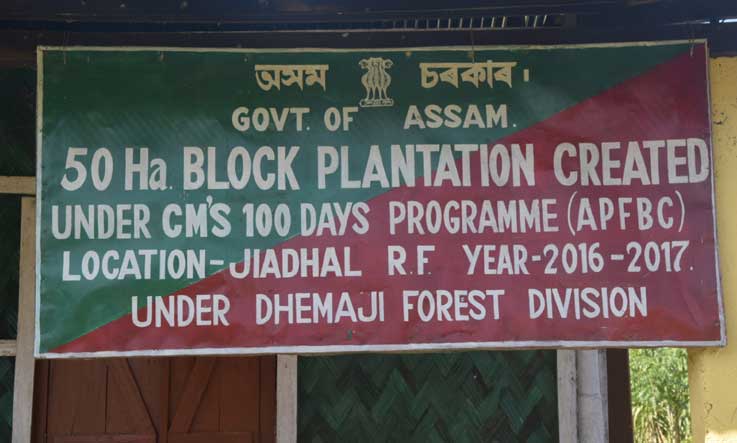 অসম চৰকাৰ।
GOVT. OF ASSAM.
50 Ha. BLOCK PLANTATION CREATED
UNDER CM'S 100 DAYS PROGRAMME (APFBC)
LOCATION-JIADHAL R.F. YEAR-2016-2017.
UNDER DHEMAJI FOREST DIVISION